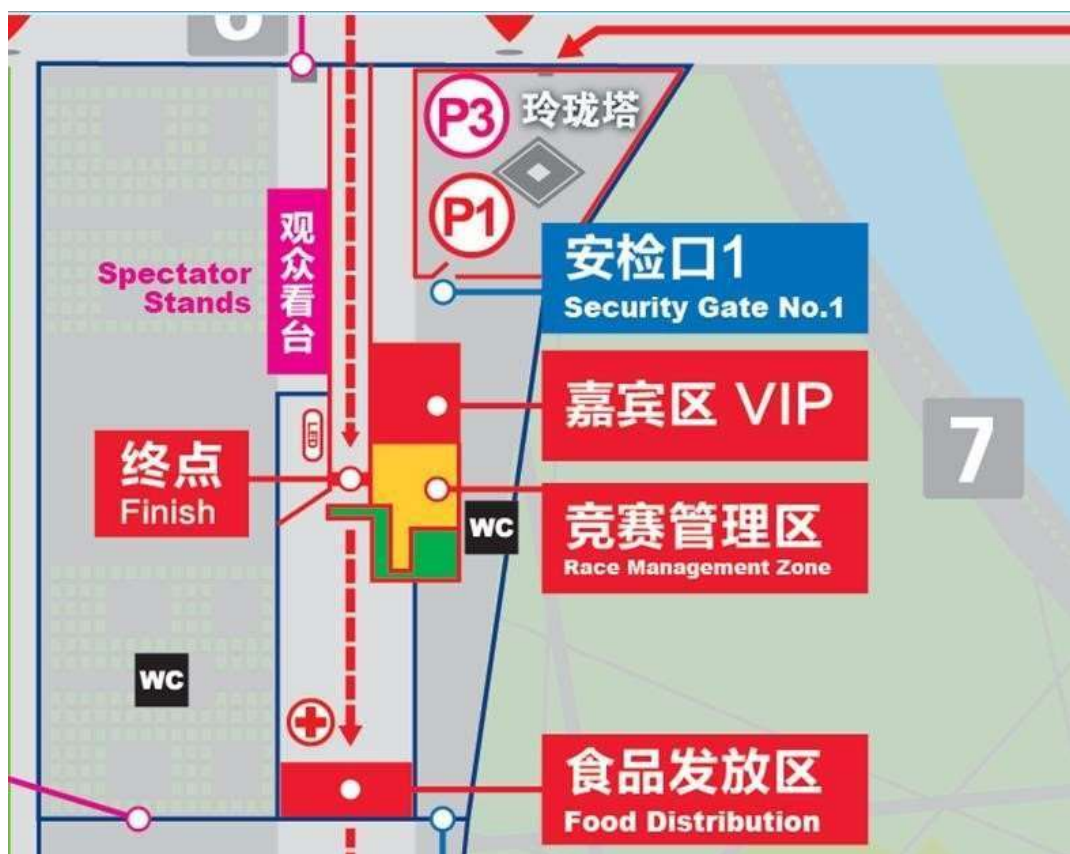 6
P3
玲珑塔
P1
观众看台
Spectator
Stands
安检口1
Security Gate No.1
嘉宾区 VIP
LED
终点
Finish
竞赛管理区
Race Management Zone
WC
7
WC
食品发放区
Food Distribution